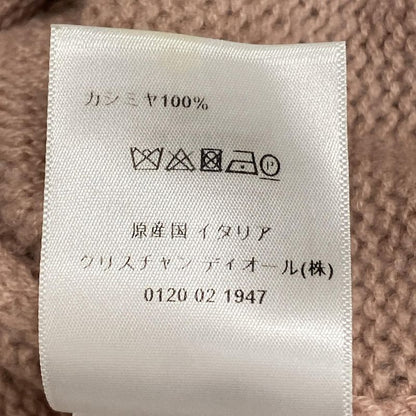 カシミヤ100%
P
原産国 イタリア
クリスチャン ディオール(株)
0120 02 1947